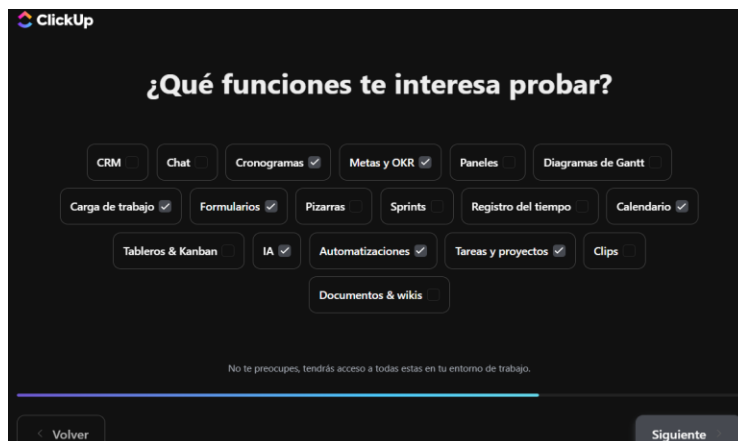 ClickUp
¿Qué funciones te interesa probar?
CRM Chat Cronogramas Metas y OKR Paneles Diagramas de Gantt
Carga de trabajo Formularios Pizarras Sprints Registro del tiempo Calendario
Tableros & Kanban IA Automatizaciones Tareas y proyectos Clips
Documentos & wikis
No te preocupes, tendrás acceso a todas estas en tu entorno de trabajo.
Volver Siguiente